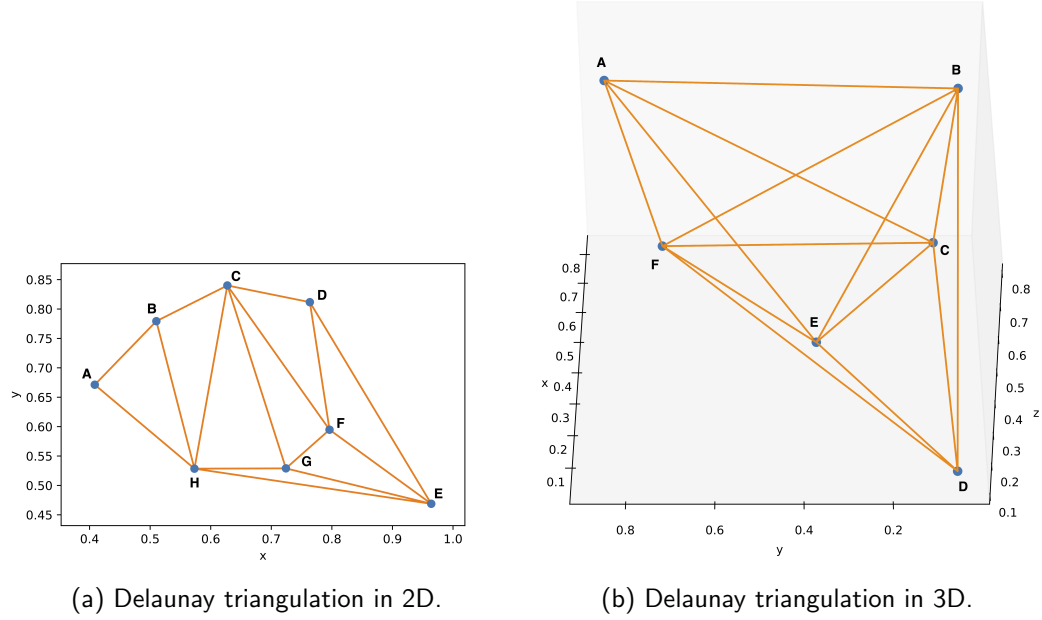 A
B
C
D
E
F
G
H
0.85
0.80
0.75
0.70
0.65
0.60
0.55
0.50
0.45
y
0.4 0.5 0.6 0.7 0.8 0.9 1.0
x
(a) Delaunay triangulation in 2D.
A
B
C
F
E
D
0.8
0.7
0.6
0.5
0.4
0.3
0.2
0.1
x
0.8 0.6 0.4 0.2
y
0.8
0.7
0.6
0.5
0.4
0.3
0.2
0.1
z
(b) Delaunay triangulation in 3D.